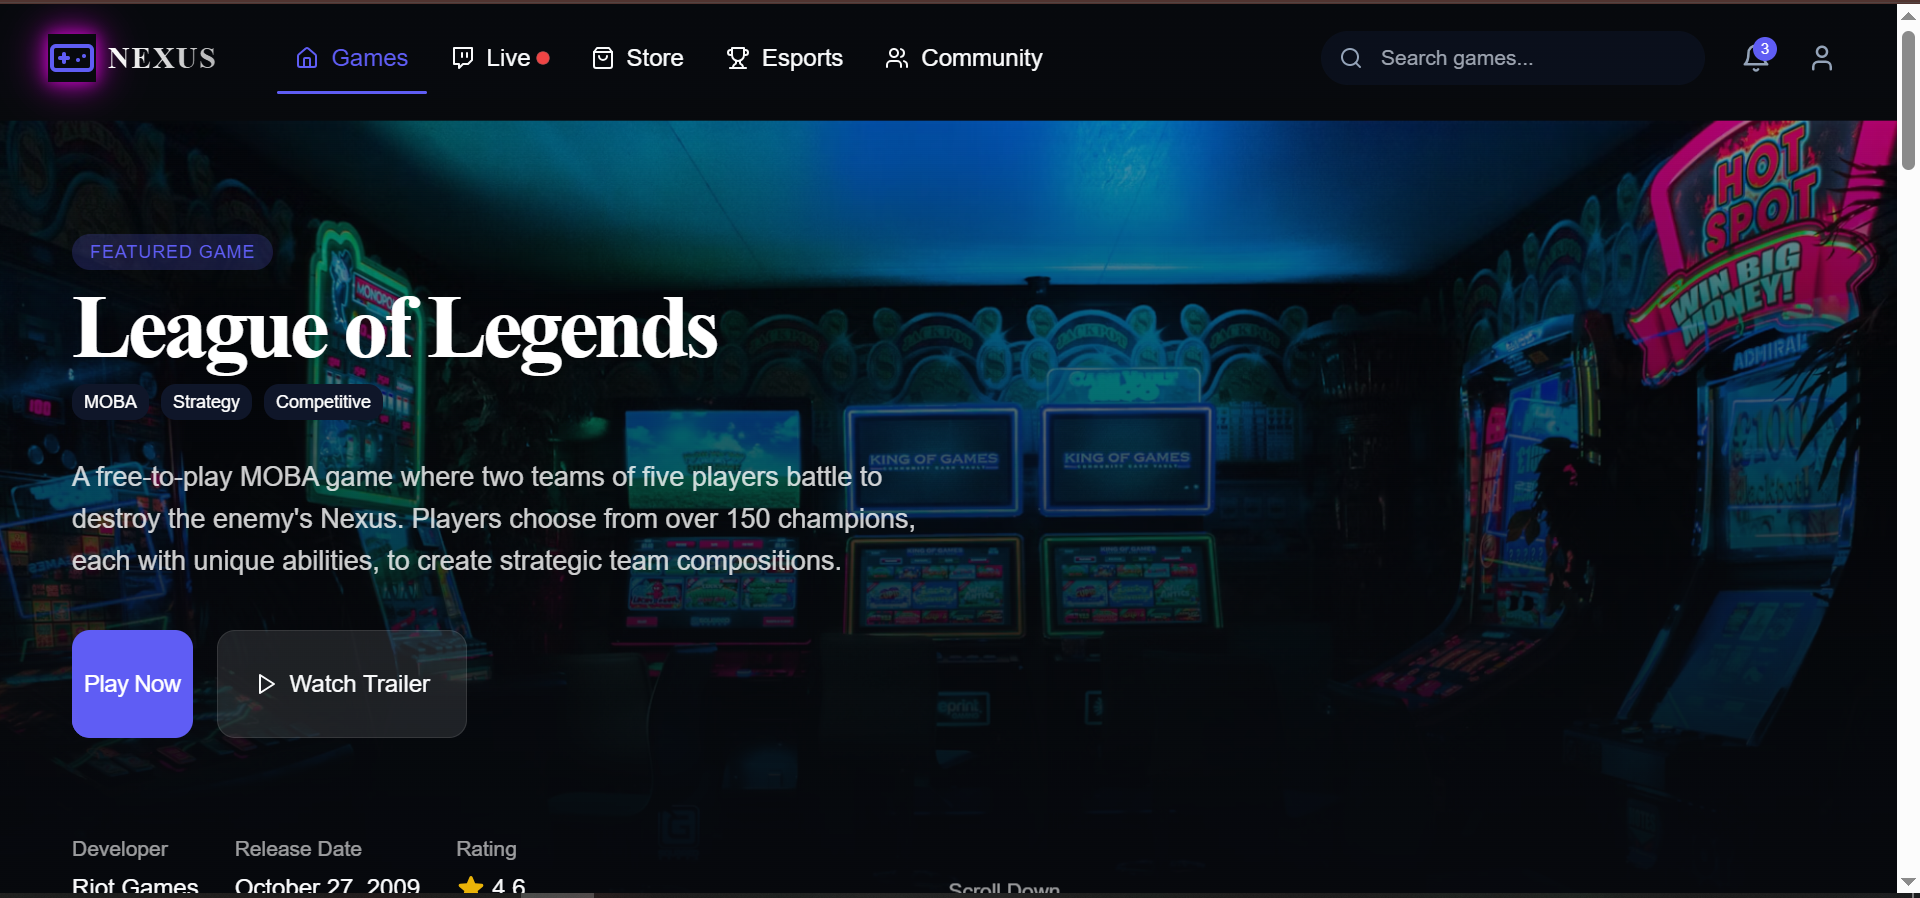 NEXUS
Games
Live
Store
Esports
Community
Search games...
3
HOT
SPOT
WIN BIG
MONEY!
ADMIRAL
FEATURED GAME
League of Legends
MOBA
Strategy
Competitive
A free-to-play MOBA game where two teams of five players battle to
destroy the enemy's Nexus. Players choose from over 150 champions,
each with unique abilities, to create strategic team compositions.
KING OF GAMES
KING OF GAMES
100
Play Now
Watch Trailer
Developer
Release Date
Rating
Riot Games
October 27, 2009
4.6
Scroll Down